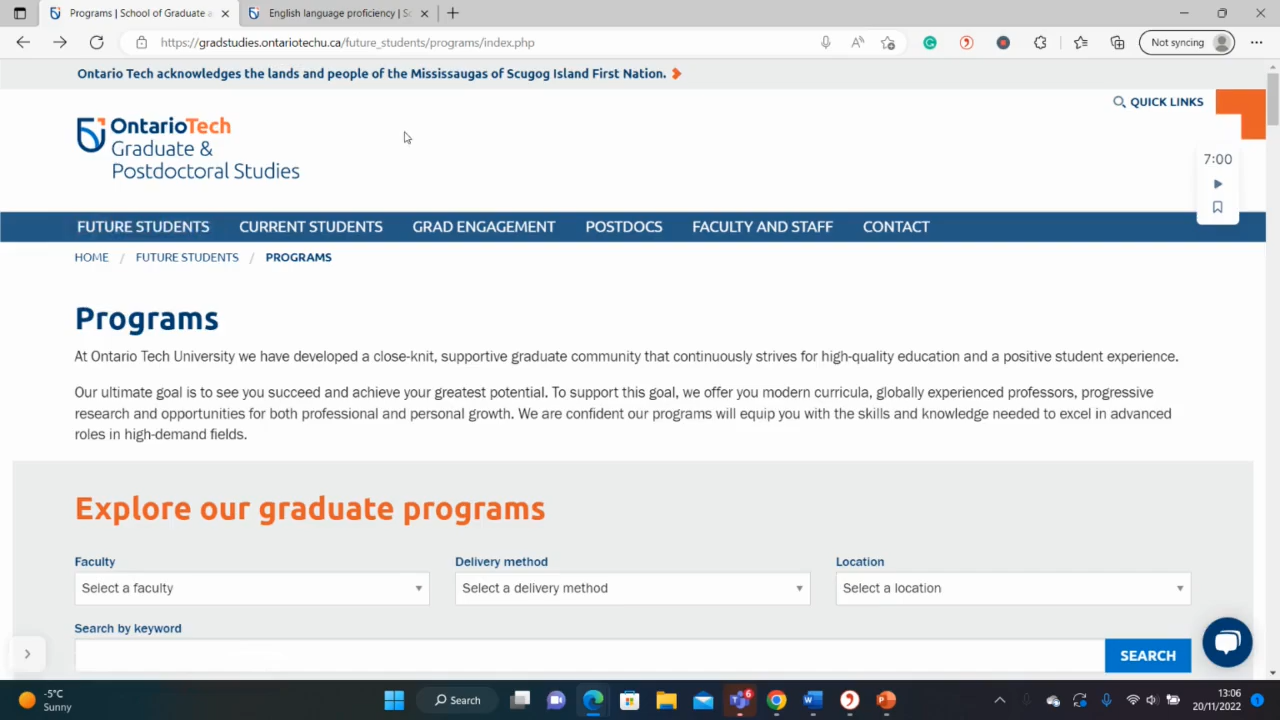 Programs | School of Graduate a
English language proficiency | Sc
https://gradstudies.ontariotechu.ca/future_students/programs/index.php
Not syncing
Ontario Tech acknowledges the lands and people of the Mississaugas of Scugog Island First Nation.
QUICK LINKS
OntarioTech
Graduate &
Postdoctoral Studies
7:00
FUTURE STUDENTS CURRENT STUDENTS GRAD ENGAGEMENT POSTDOCS FACULTY AND STAFF CONTACT
HOME / FUTURE STUDENTS / PROGRAMS
Programs
At Ontario Tech University we have developed a close-knit, supportive graduate community that continuously strives for high-quality education and a positive student experience.
Our ultimate goal is to see you succeed and achieve your greatest potential. To support this goal, we offer you modern curricula, globally experienced professors, progressive
research and opportunities for both professional and personal growth. We are confident our programs will equip you with the skills and knowledge needed to excel in advanced
roles in high-demand fields.
Explore our graduate programs
Faculty Delivery method Location
Select a faculty Select a delivery method Select a location
Search by keyword
SEARCH
-5°C
Sunny
Search
6
13:06
20/11/2022
1